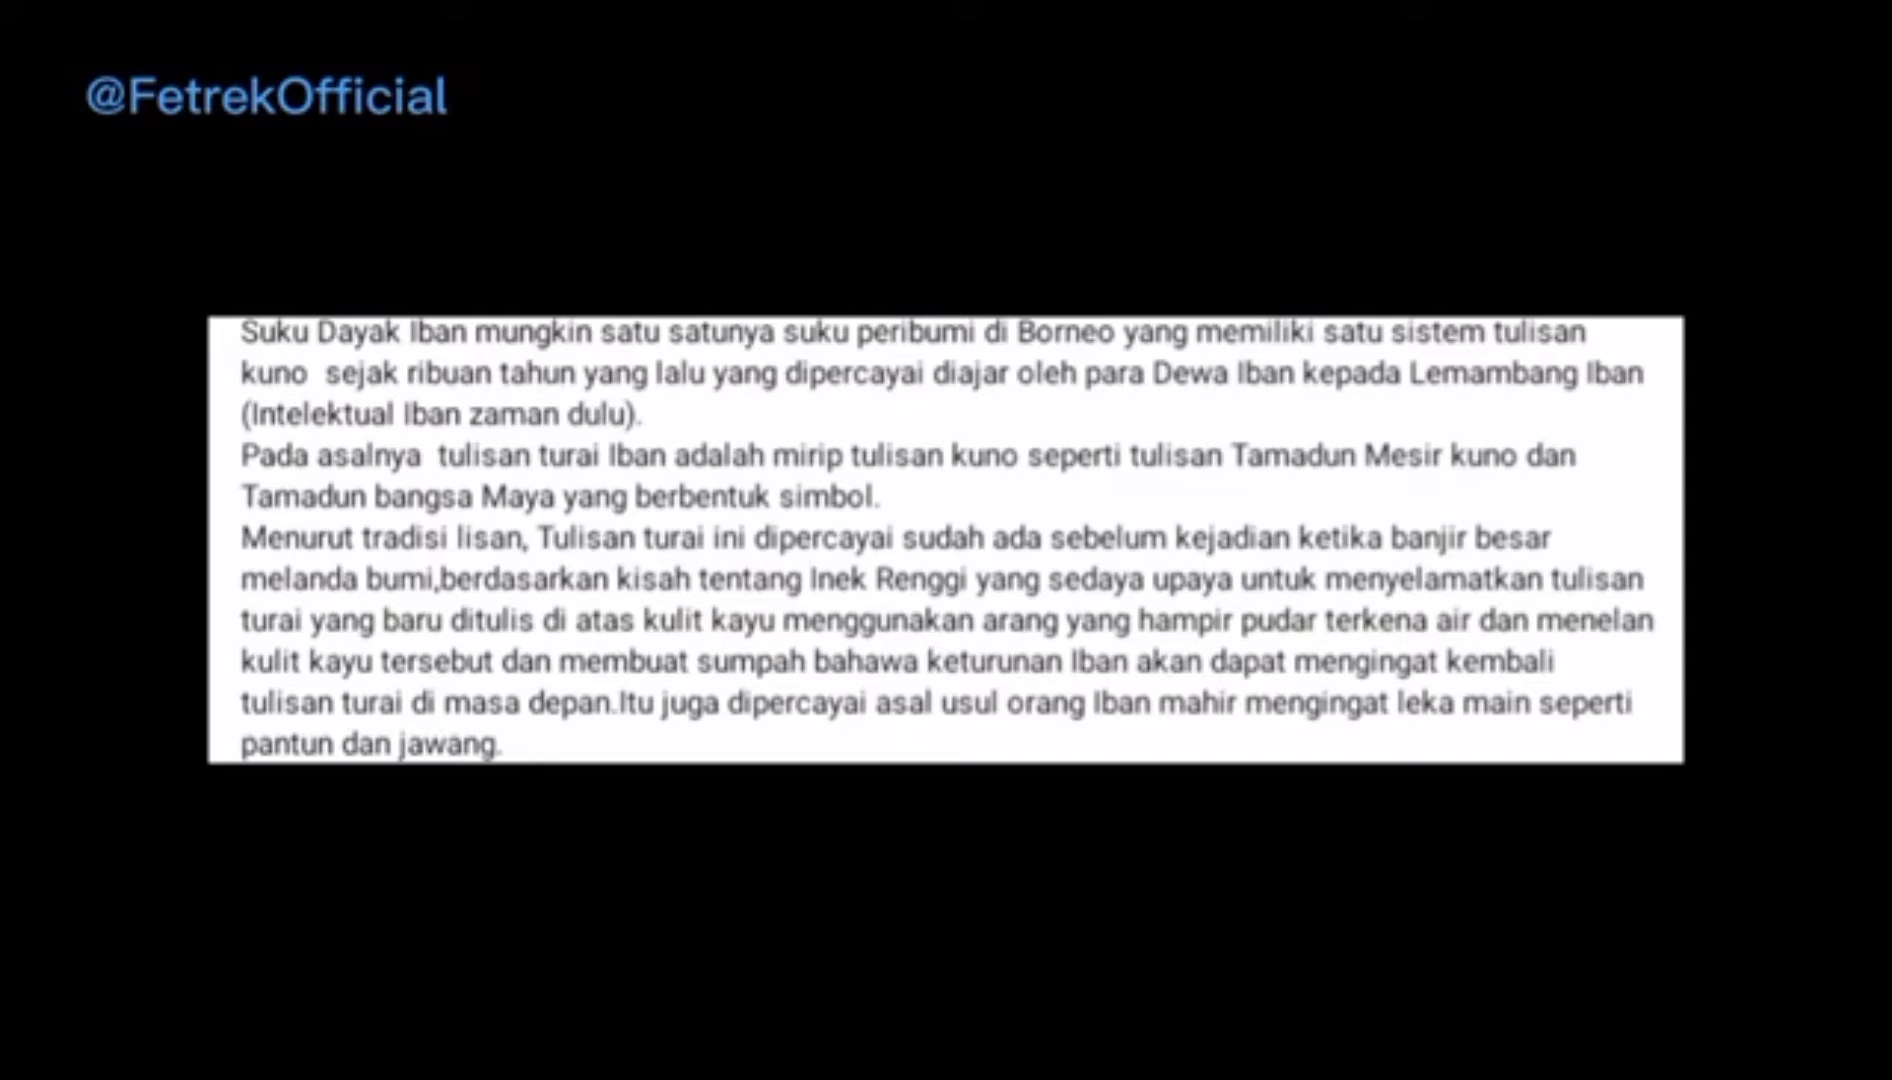 @FetrekOfficial
Suku Dayak Iban mungkin satu satunya suku peribumi di Borneo yang memiliki satu sistem tulisan
kuno  sejak ribuan tahun yang lalu yang dipercayai diajar oleh para Dewa Iban kepada Lemambang Iban
(Intelektual Iban zaman dulu).
Pada asalnya  tulisan turai Iban adalah mirip tulisan kuno seperti tulisan Tamadun Mesir kuno dan
Tamadun bangsa Maya yang berbentuk simbol.
Menurut tradisi lisan, Tulisan turai ini dipercayai sudah ada sebelum kejadian ketika banjir besar
melanda bumi,berdasarkan kisah tentang Inek Renggi yang sedaya upaya untuk menyelamatkan tulisan
turai yang baru ditulis di atas kulit kayu menggunakan arang yang hampir pudar terkena air dan menelan
kulit kayu tersebut dan membuat sumpah bahawa keturunan Iban akan dapat mengingat kembali
tulisan turai di masa depan.Itu juga dipercayai asal usul orang Iban mahir mengingat leka main seperti
pantun dan jawang.